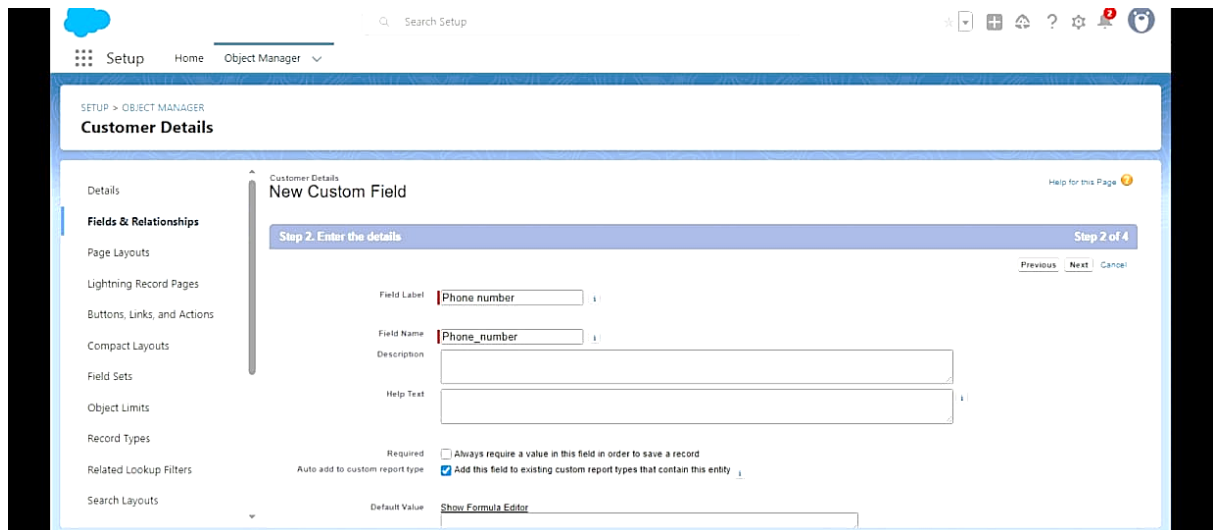 Search Setup
2
Setup Home Object Manager
SETUP > OBJECT MANAGER
Customer Details
Details
Fields & Relationships
Page Layouts
Lightning Record Pages
Buttons, Links, and Actions
Compact Layouts
Field Sets
Object Limits
Record Types
Related Lookup Filters
Search Layouts
Customer Details
New Custom Field
Help for this Page ?
Step 2. Enter the details Step 2 of 4
Previous Next Cancel
Field Label Phone number i
Field Name Phone_number i
Description
Help Text i
Required Always require a value in this field in order to save a record
Auto add to custom report type Add this field to existing custom report types that contain this entity i
Default Value Show Formula Editor